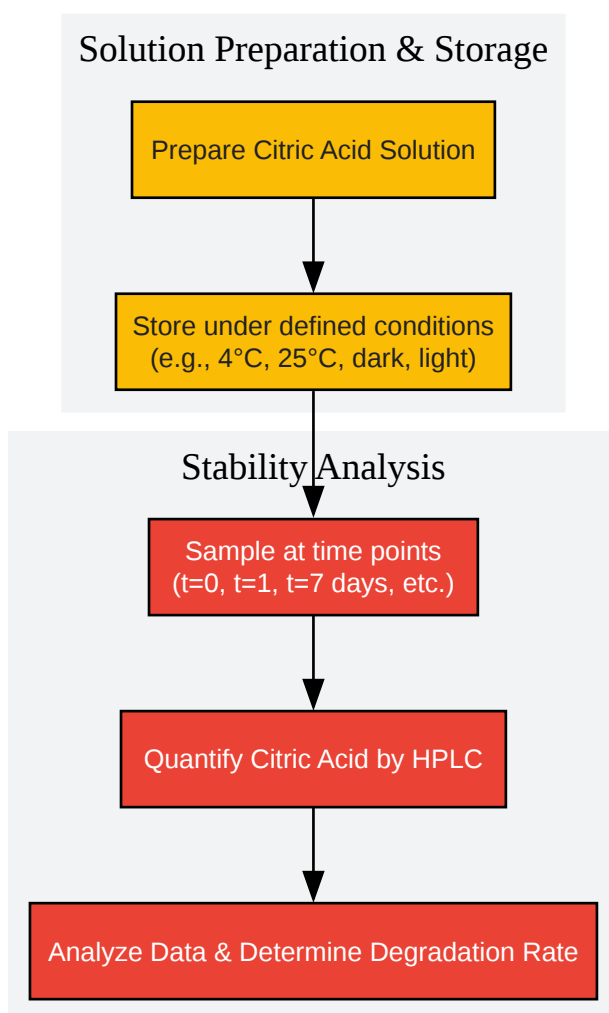 Solution Preparation & Storage
Prepare Citric Acid Solution
Store under defined conditions
(e.g., 4°C, 25°C, dark, light)
Stability Analysis
Sample at time points
(t=0, t=1, t=7 days, etc.)
Quantify Citric Acid by HPLC
Analyze Data & Determine Degradation Rate